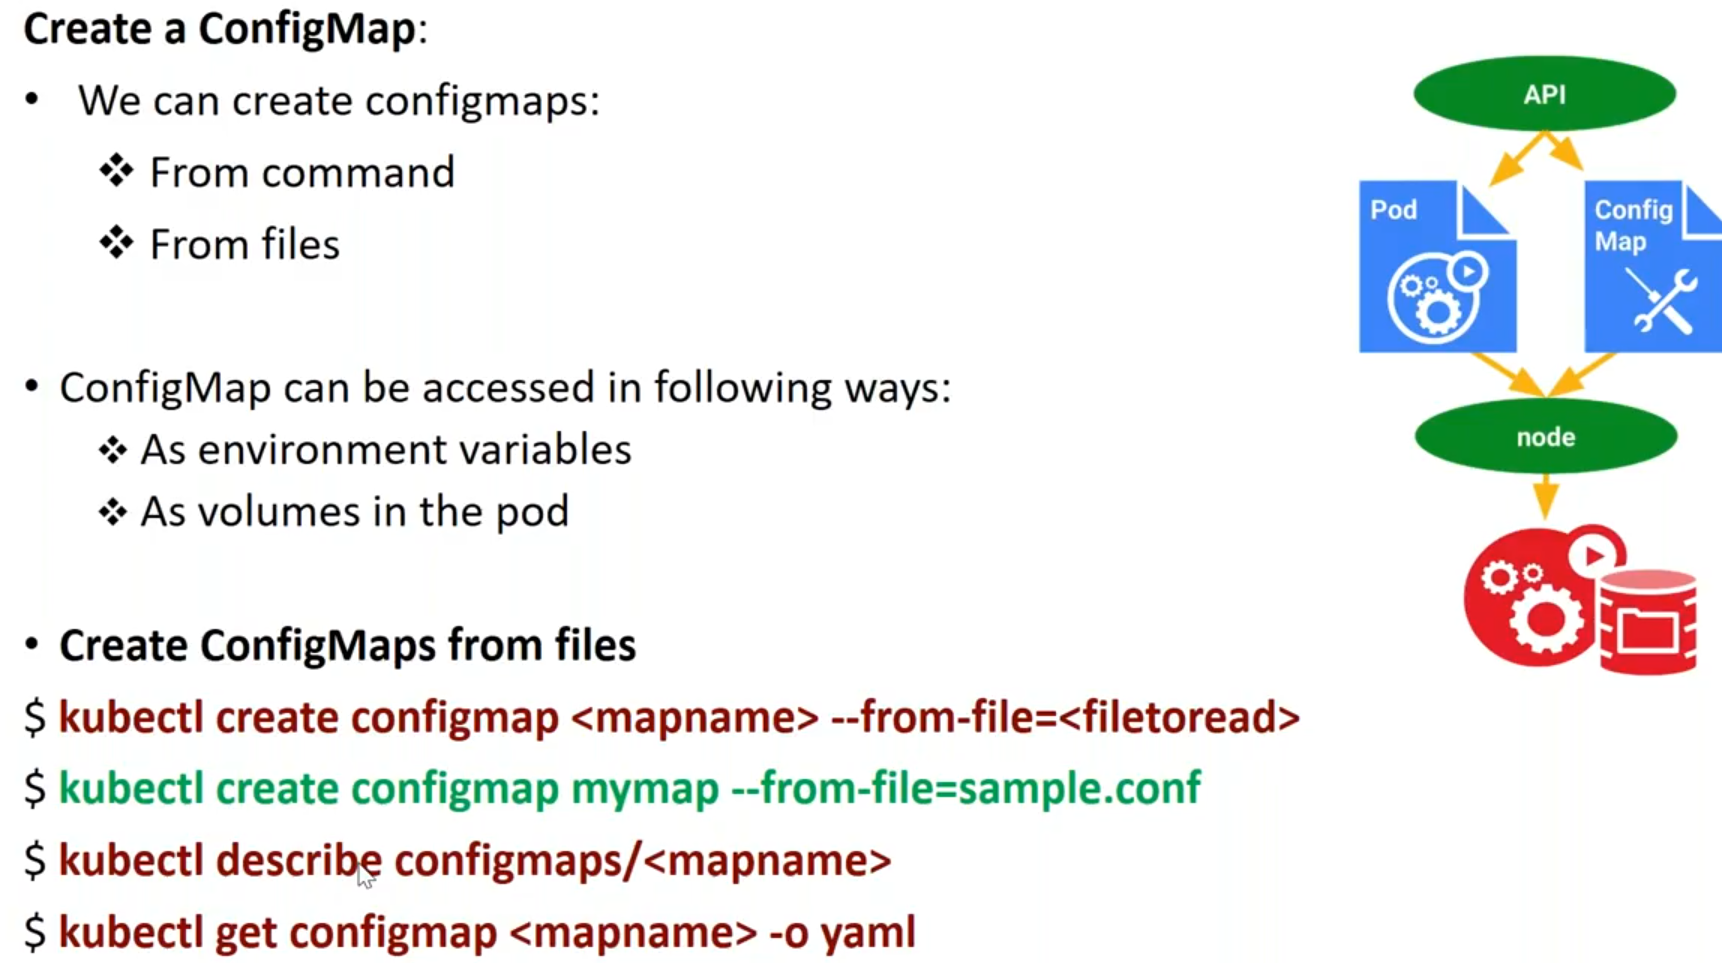 Create a ConfigMap:
• We can create configmaps:
❖ From command
❖ From files
• ConfigMap can be accessed in following ways:
❖ As environment variables
❖ As volumes in the pod
• Create ConfigMaps from files
$ kubectl create configmap <mapname> --from-file=<filetoread>
$ kubectl create configmap mymap --from-file=sample.conf
$ kubectl describe configmaps/<mapname>
$ kubectl get configmap <mapname> -o yaml
API
Pod
Config
Map
node